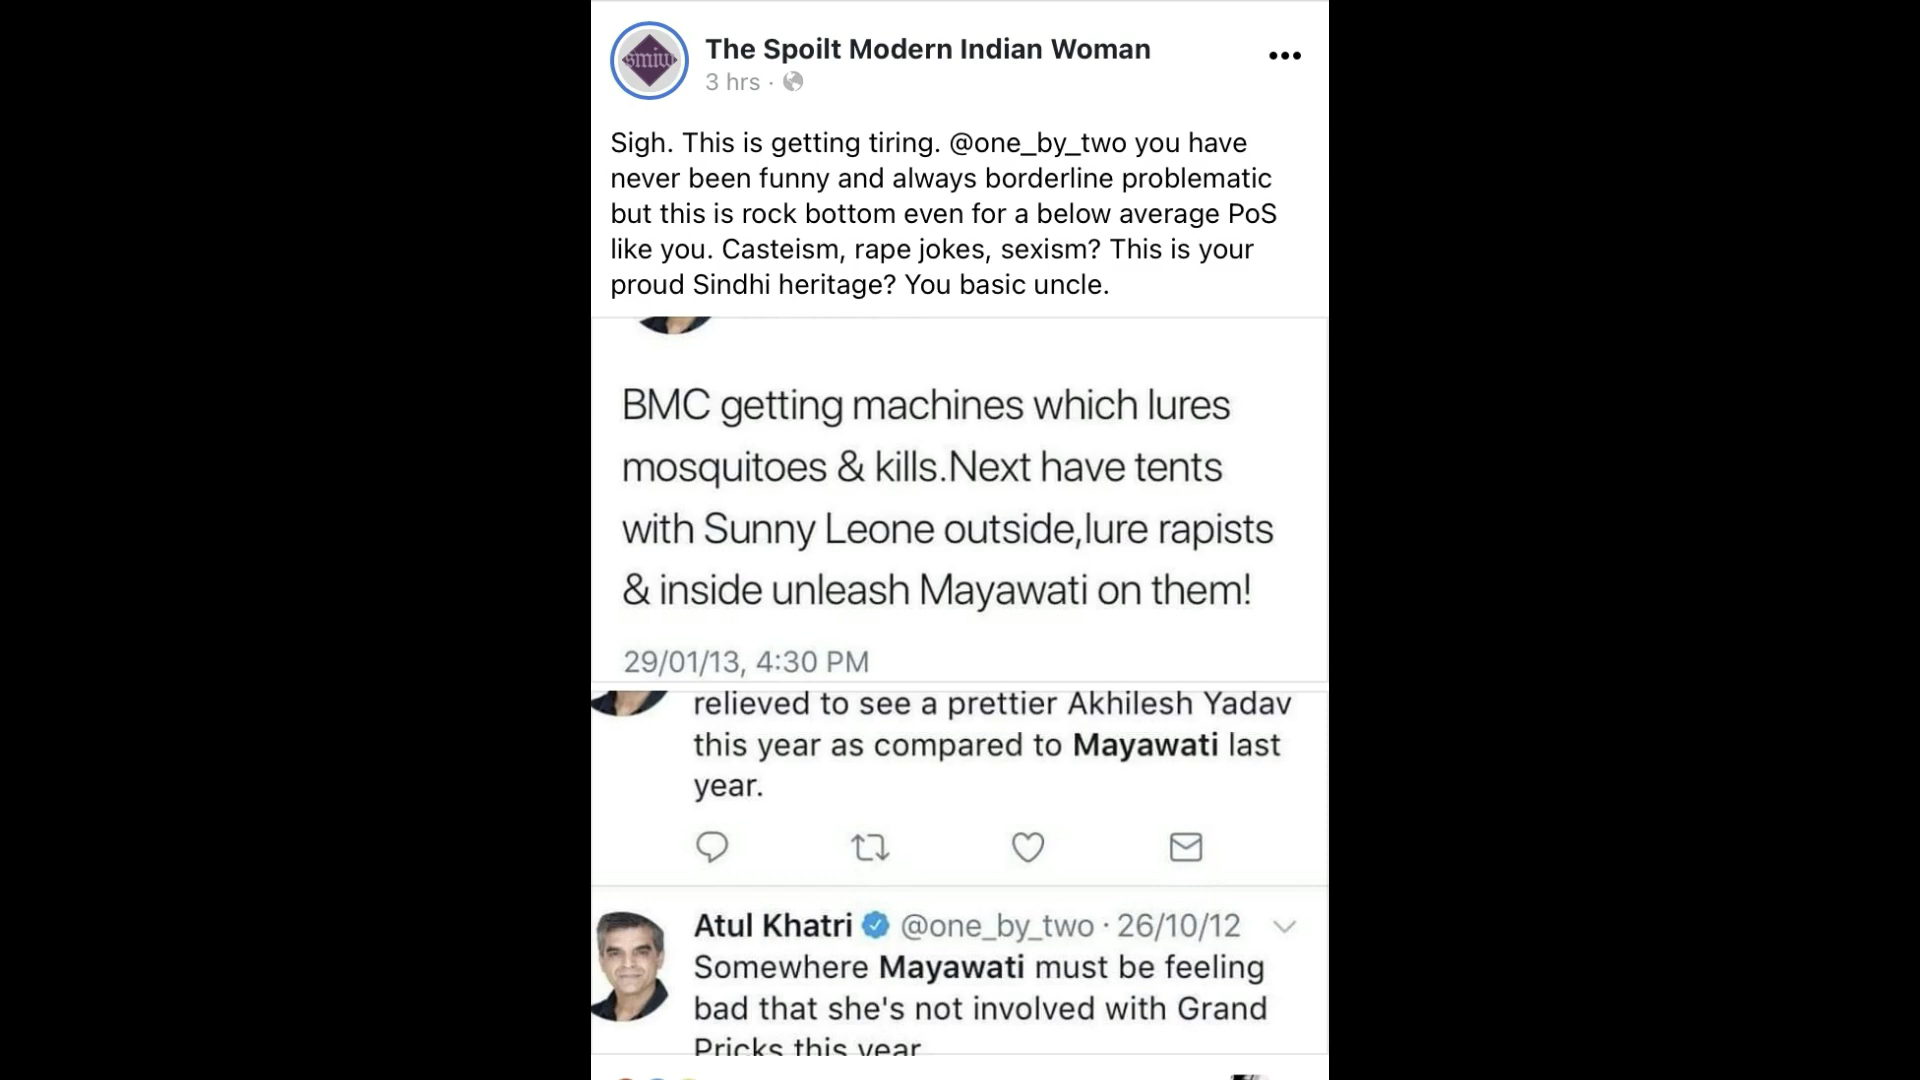 smiw
The Spoilt Modern Indian Woman
3 hrs ·
Sigh. This is getting tiring. @one_by_two you have
never been funny and always borderline problematic
but this is rock bottom even for a below average PoS
like you. Casteism, rape jokes, sexism? This is your
proud Sindhi heritage? You basic uncle.
BMC getting machines which lures
mosquitoes & kills.Next have tents
with Sunny Leone outside,lure rapists
& inside unleash Mayawati on them!
29/01/13, 4:30 PM
relieved to see a prettier Akhilesh Yadav
this year as compared to Mayawati last
year.
Atul Khatri @one_by_two · 26/10/12
Somewhere Mayawati must be feeling
bad that she's not involved with Grand
Pricks this year